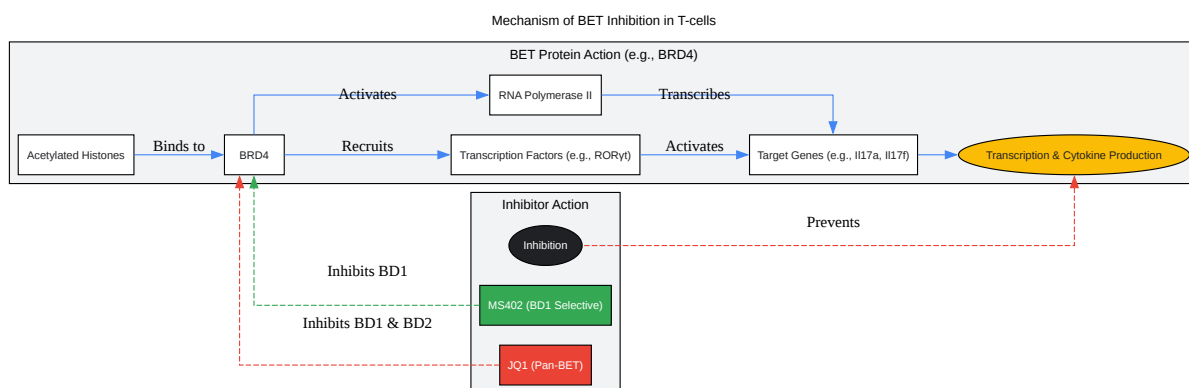 Mechanism of BET Inhibition in T-cells
BET Protein Action (e.g., BRD4)
Activates
RNA Polymerase II
Transcribes
Acetylated Histones
Binds to
BRD4
Recruits
Transcription Factors (e.g., RORγt)
Activates
Target Genes (e.g., Il17a, Il17f)
Transcription & Cytokine Production
Inhibitor Action
Prevents
Inhibition
Inhibits BD1
MS402 (BD1 Selective)
Inhibits BD1 & BD2
JQ1 (Pan-BET)